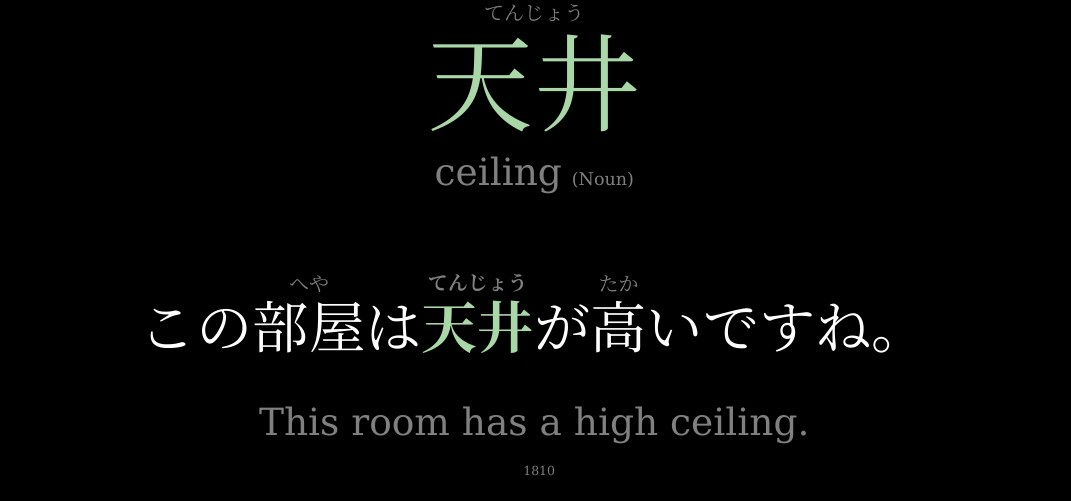 てんじょう
天井
ceiling (Noun)
へや てんじょう たか
この部屋は天井が高いですね。
This room has a high ceiling.
1810